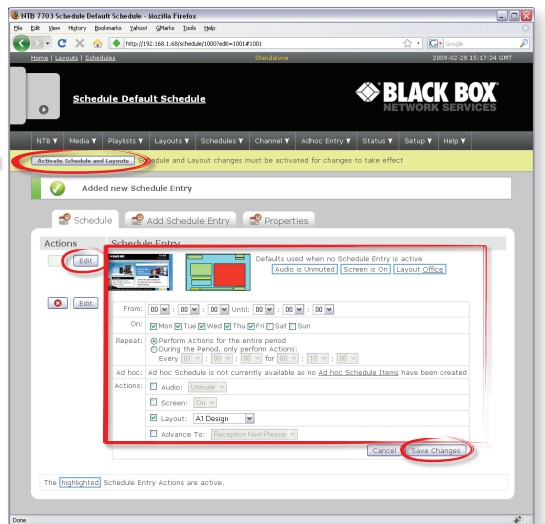 NTB 7703 Schedule Default Schedule - Mozilla Firefox
File Edit View History Bookmarks Yahoo! QMarks Tools Help
http://192.168.1.68/schedule/1000?edit=1001#1001 Google
Home | Layouts | Schedules Standalone 2009-02-28 15:17:24 GMT
Schedule Default Schedule
BLACK BOX
NETWORK SERVICES
NTB Media Playlists Layouts Schedules Channel Adhoc Entry Status Setup Help
Activate Schedule and Layouts Schedule and Layout changes must be activated for changes to take effect
Added new Schedule Entry
Schedule Add Schedule Entry Properties
Actions Schedule Entry
Edit
Defaults used when no Schedule Entry is active
Audio is Unmuted Screen is On Layout Office
Edit
From: 00 : 00 : 00 Until: 00 : 00 : 00
On: Mon Tue Wed Thu Fri Sat Sun
Repeat: Perform Actions for the entire period
During the Period, only perform Actions:
Every 01 : 00 : 00 for 00 : 10 : 00
Ad hoc: Ad hoc Schedule is not currently available as no Ad hoc Schedule Items have been created
Actions: Audio: Unmute
Screen: On
Layout: A1 Design
Advance To: Reception Next Please
Cancel Save Changes
The highlighted Schedule Entry Actions are active.
Done